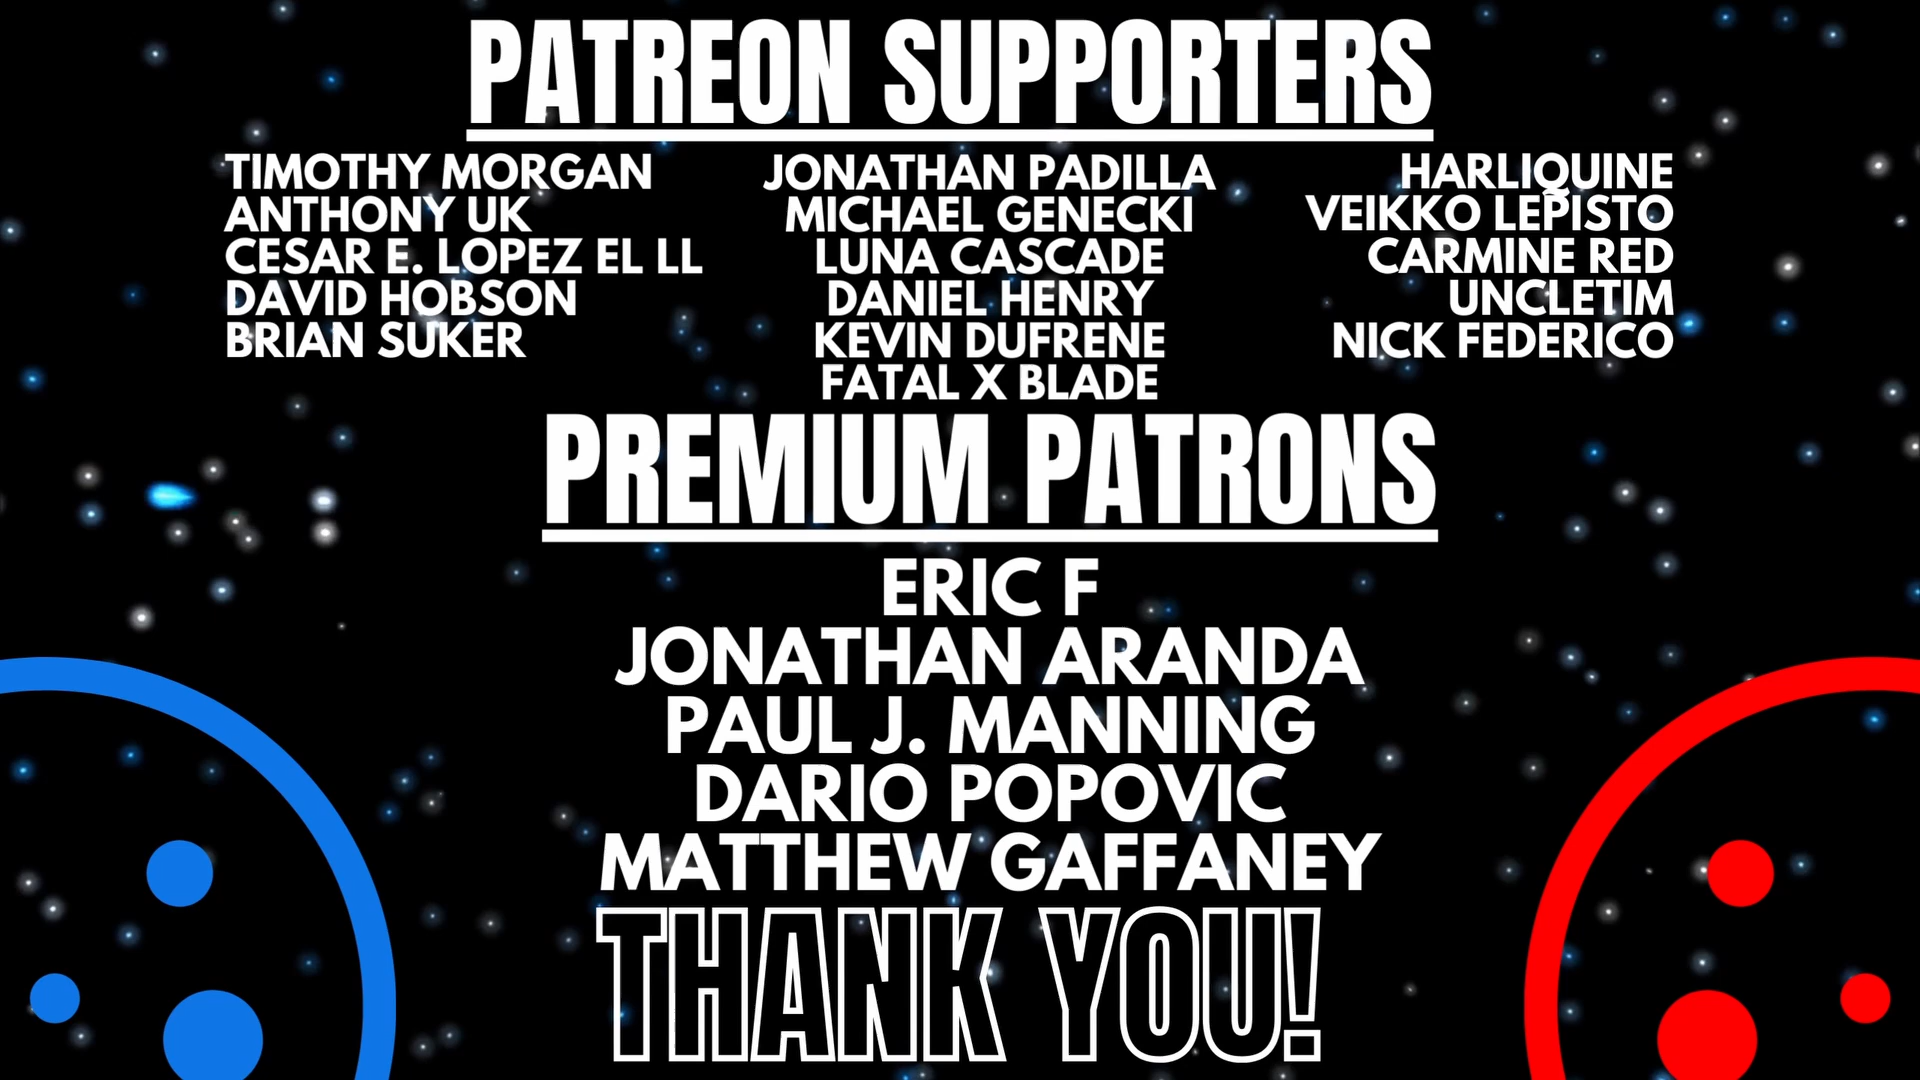 PATREON SUPPORTERS
TIMOTHY MORGAN
ANTHONY UK
CESAR E. LOPEZ EL LL
DAVID HOBSON
BRIAN SUKER
JONATHAN PADILLA
MICHAEL GENECKI
LUNA CASCADE
DANIEL HENRY
KEVIN DUFRENE
FATAL X BLADE
HARLIQUINE
VEIKKO LEPISTO
CARMINE RED
UNCLETIM
NICK FEDERICO
PREMIUM PATRONS
ERIC F
JONATHAN ARANDA
PAUL J. MANNING
DARIO POPOVIC
MATTHEW GAFFANEY
THANK YOU!